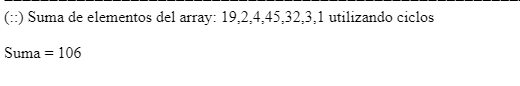 (::) Suma de elementos del array: 19,2,4,45,32,3,1 utilizando ciclos
Suma = 106